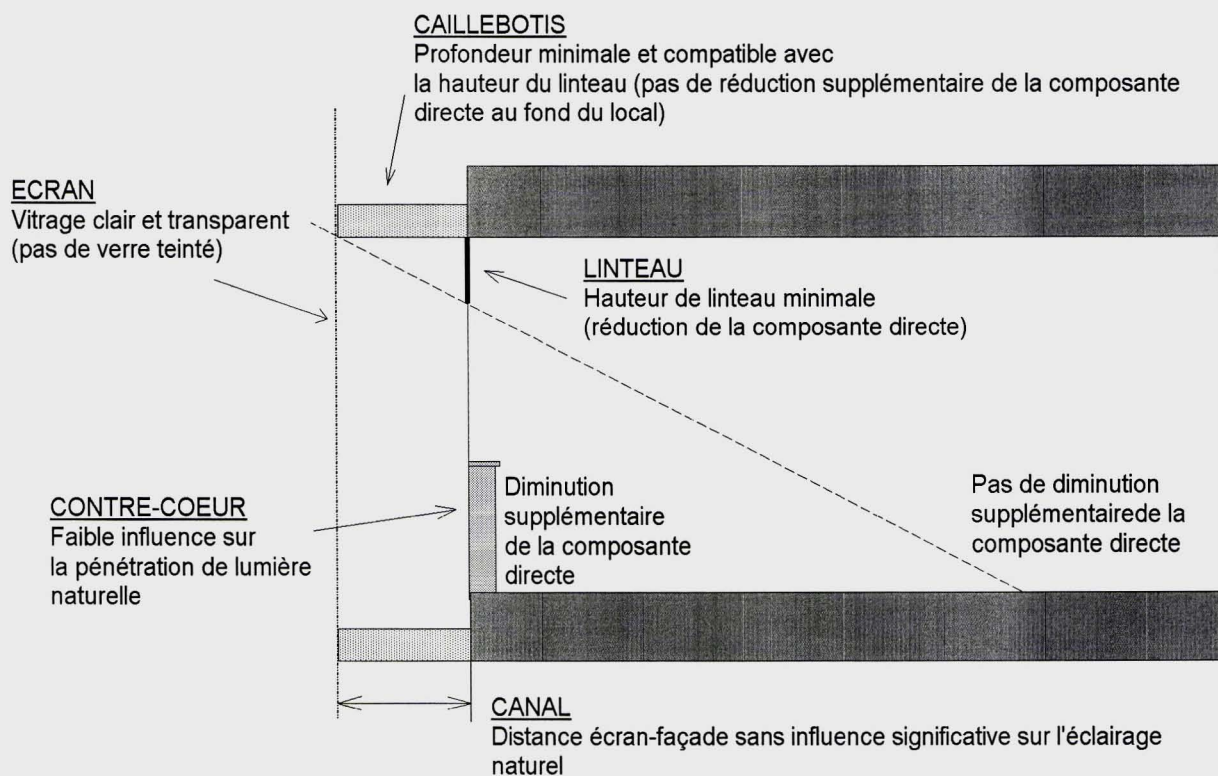 CAILLEBOTIS
Profondeur minimale et compatible avec
la hauteur du linteau (pas de réduction supplémentaire de la composante
directe au fond du local)
ECRAN
Vitrage clair et transparent
(pas de verre teinté)
LINTEAU
Hauteur de linteau minimale
(réduction de la composante directe)
CONTRE-COEUR
Faible influence sur
la pénétration de lumière
naturelle
Diminution
supplémentaire
de la composante
directe
Pas de diminution
supplémentairede la
composante directe
CANAL
Distance écran-façade sans influence significative sur l'éclairage
naturel